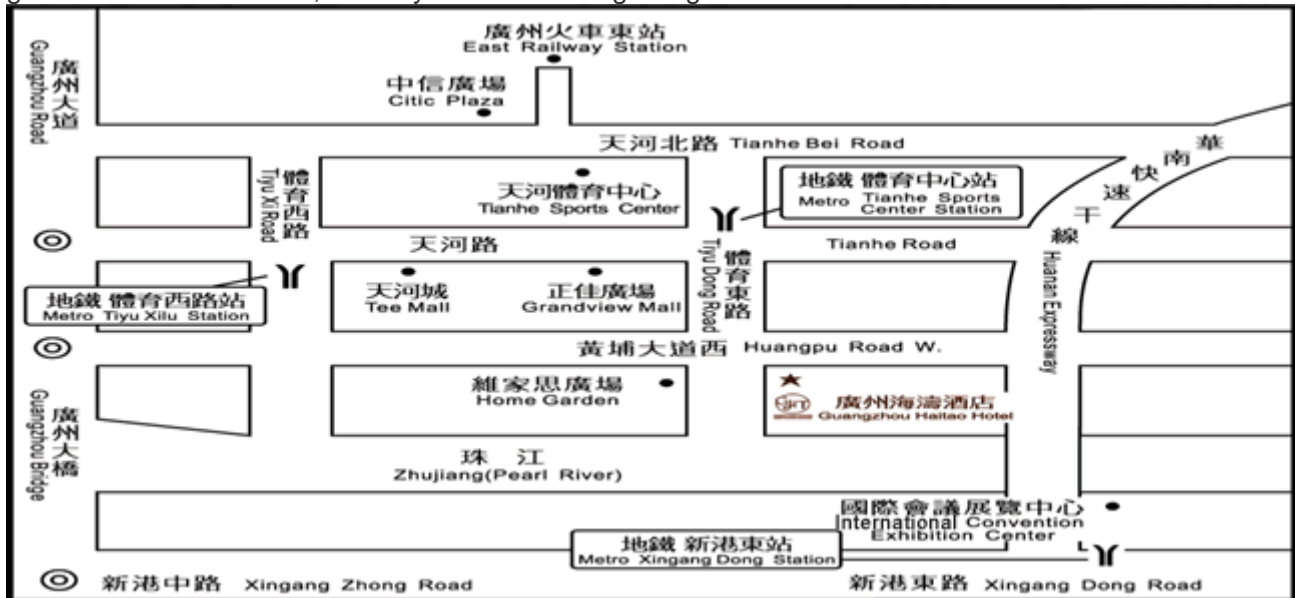 廣州火車東站
East Railway Station
中信廣場
Citic Plaza
廣州大道
Guangzhou Road
天河北路 Tianhe Bei Road
華南快速干線
Huanan Expressway
體育西路
Tiyu Xi Road
天河體育中心
Tianhe Sports Center
地鐵 體育中心站
Metro Tianhe Sports
Center Station
天河路
Tianhe Road
地鐵 體育西路站
Metro Tiyu Xilu Station
天河城
Tee Mall
正佳廣場
Grandview Mall
體育東路
Tiyu Dong Road
黃埔大道西 Huangpu Road W.
維家思廣場
Home Garden
HJT
廣州海濤酒店
Guangzhou Haitao Hotel
廣州大橋
Guangzhou Bridge
珠江
Zhujiang(Pearl River)
國際會議展覽中心
International Convention
Exhibition Center
地鐵 新港東站
Metro Xingang Dong Station
新港中路 Xingang Zhong Road
新港東路 Xingang Dong Road